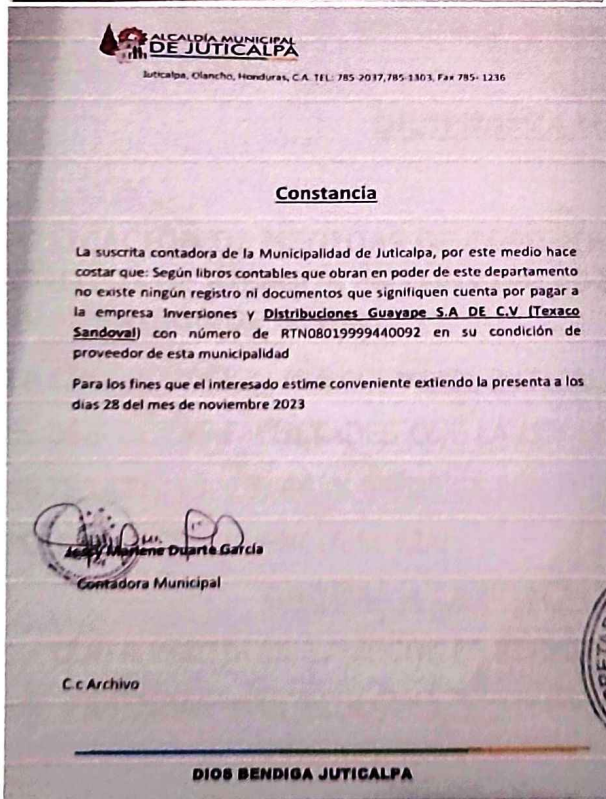 ALCALDÍA MUNICIPAL
DE JUTICALPA
Juticalpa, Olancho, Honduras, C.A. TEL: 785-2037,785-1303, Fax 785- 1236
Constancia
La suscrita contadora de la Municipalidad de Juticalpa, por este medio hace
costar que: Según libros contables que obran en poder de este departamento
no existe ningún registro ni documentos que signifiquen cuenta por pagar a
la empresa Inversiones y Distribuciones Guayape S.A DE C.V (Texaco
Sandoval) con número de RTN08019999440092 en su condición de
proveedor de esta municipalidad
Para los fines que el interesado estime conveniente extiendo la presenta a los
días 28 del mes de noviembre 2023
Marlene Duarte García
Contadora Municipal
C.c Archivo
DIOS BENDIGA JUTICALPA